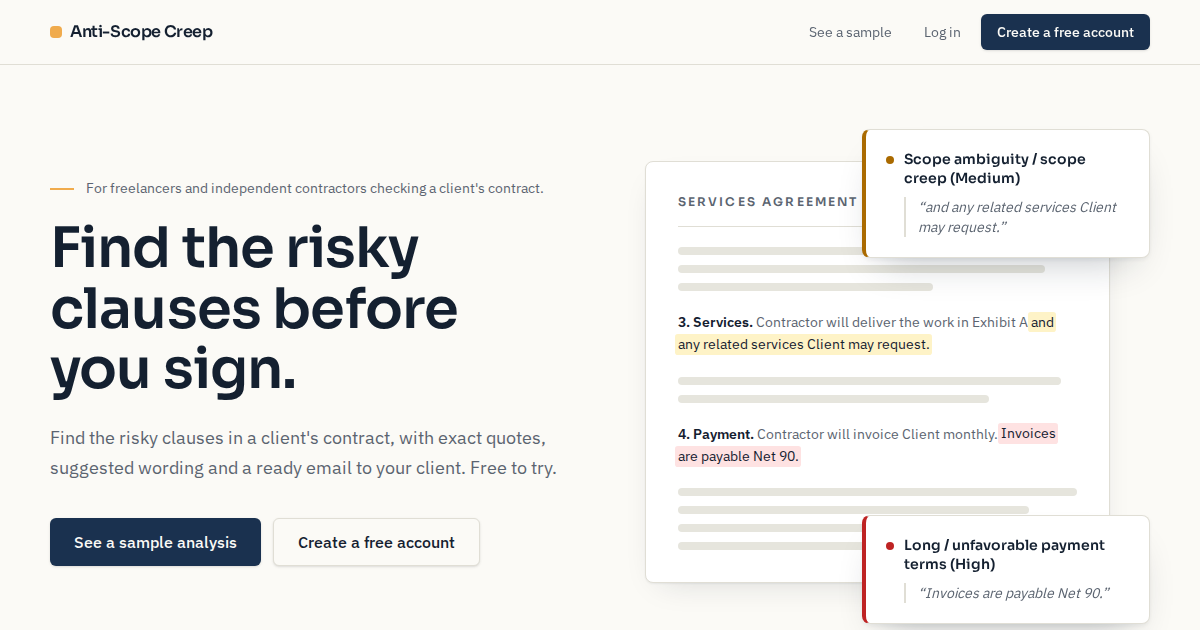 Anti-Scope Creep
See a sample
Log in
Create a free account
For freelancers and independent contractors checking a client's contract.
Find the risky
clauses before
you sign.
Find the risky clauses in a client's contract, with exact quotes,
suggested wording and a ready email to your client. Free to try.
See a sample analysis
Create a free account
SERVICES AGREEMENT
Scope ambiguity / scope
creep (Medium)
“and any related services Client
may request.”
3. Services. Contractor will deliver the work in Exhibit A and
any related services Client may request.
4. Payment. Contractor will invoice Client monthly. Invoices
are payable Net 90.
Long / unfavorable payment
terms (High)
“Invoices are payable Net 90.”